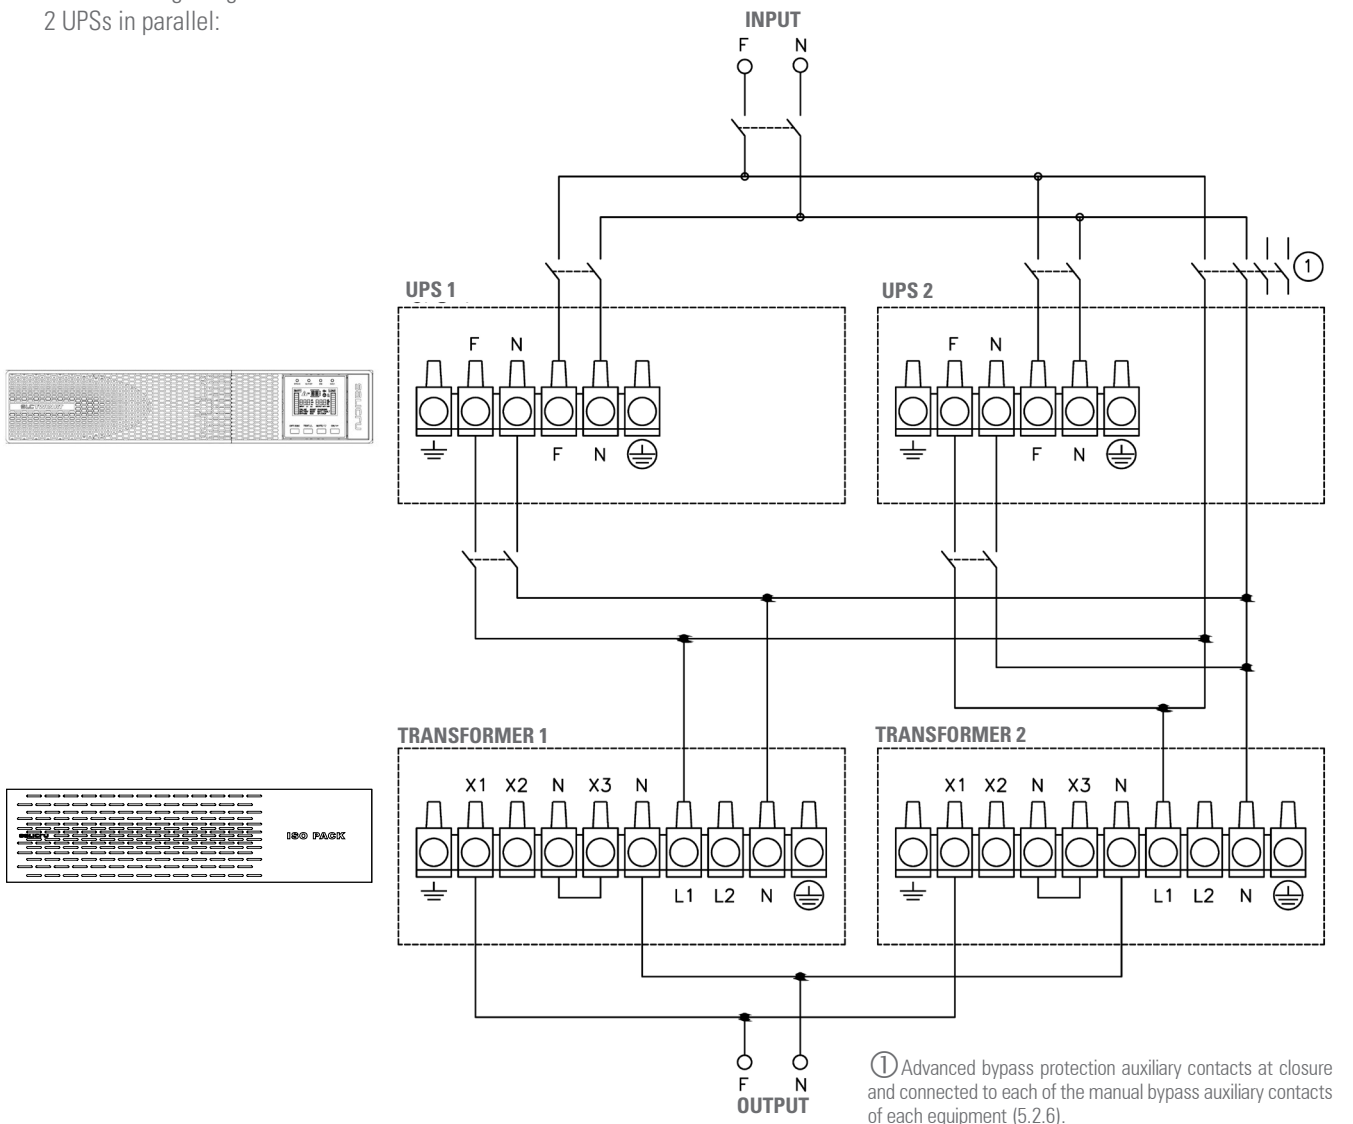 2 UPSs in parallel:
INPUT
F N
1
UPS 1
UPS 2
F N
F N
F N
F N
TRANSFORMER 1
TRANSFORMER 2
X1 X2 N X3 N
X1 X2 N X3 N
ISO PACK
L1 L2 N
L1 L2 N
F N
OUTPUT
1 Advanced bypass protection auxiliary contacts at closure
and connected to each of the manual bypass auxiliary contacts
of each equipment (5.2.6).